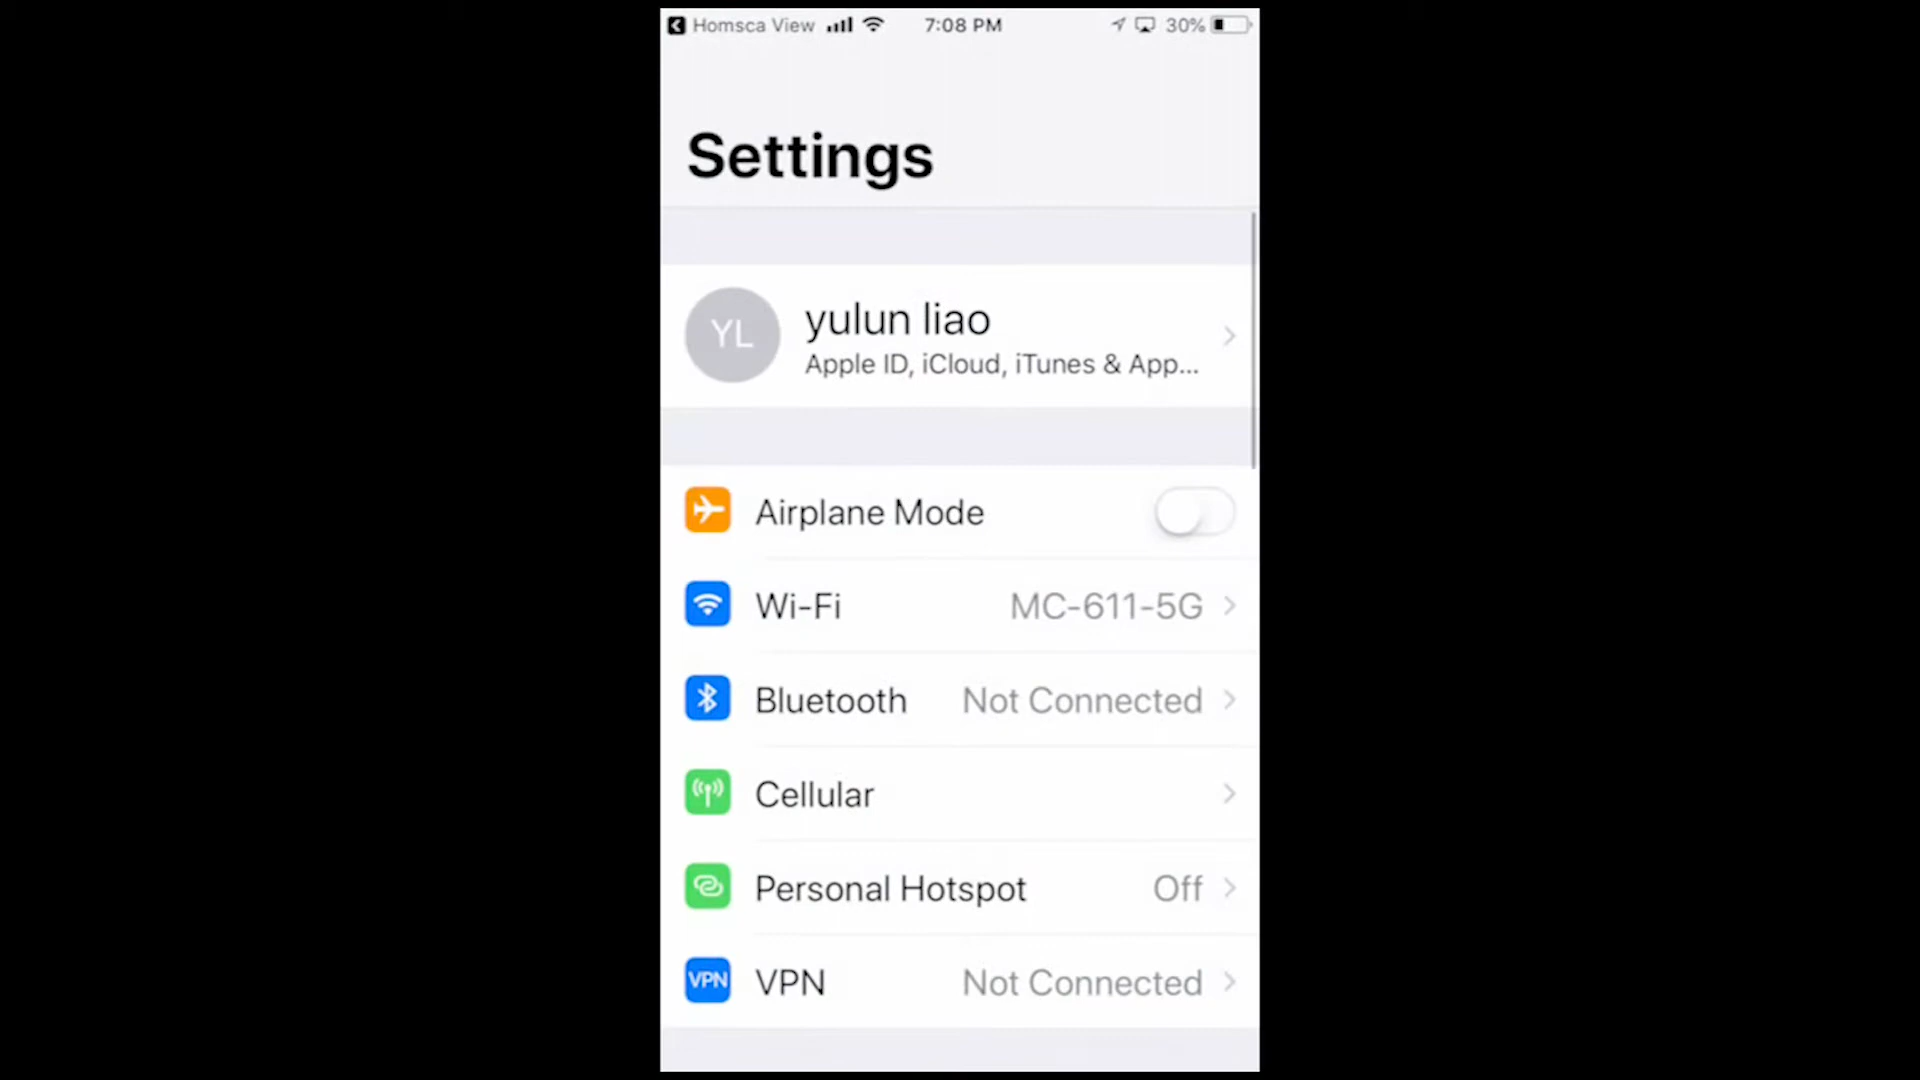 Homsca View 7:08 PM 30%
Settings
YL
yulun liao
Apple ID, iCloud, iTunes & App...
Airplane Mode
Wi-Fi MC-611-5G
Bluetooth Not Connected
Cellular
Personal Hotspot Off
VPN VPN Not Connected